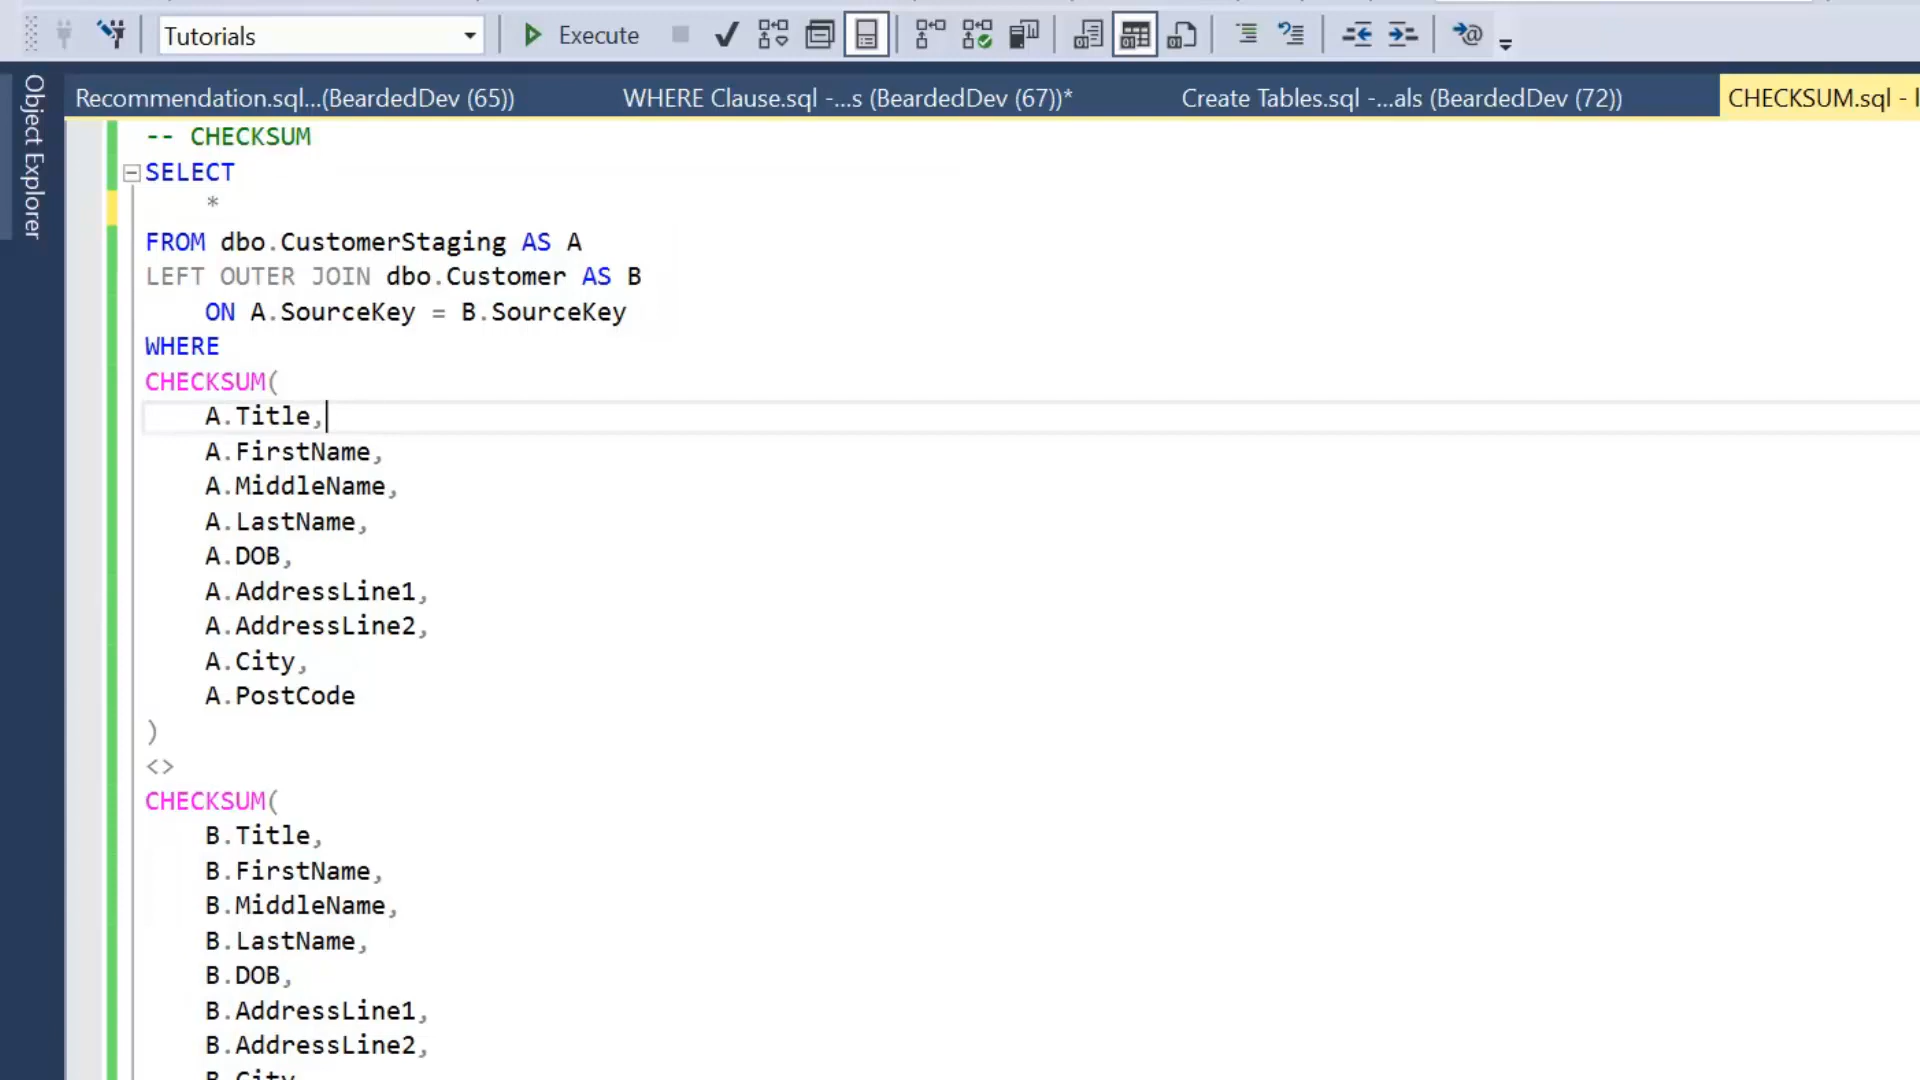 Tutorials Execute
Object Explorer
Recommendation.sql...(BeardedDev (65)) WHERE Clause.sql -...s (BeardedDev (67))* Create Tables.sql -...als (BeardedDev (72)) CHECKSUM.sql -
-- CHECKSUM
SELECT
*
FROM dbo.CustomerStaging AS A
LEFT OUTER JOIN dbo.Customer AS B
ON A.SourceKey = B.SourceKey
WHERE
CHECKSUM(
A.Title,
A.FirstName,
A.MiddleName,
A.LastName,
A.DOB,
A.AddressLine1,
A.AddressLine2,
A.City,
A.PostCode
)
<>
CHECKSUM(
B.Title,
B.FirstName,
B.MiddleName,
B.LastName,
B.DOB,
B.AddressLine1,
B.AddressLine2,
B.City